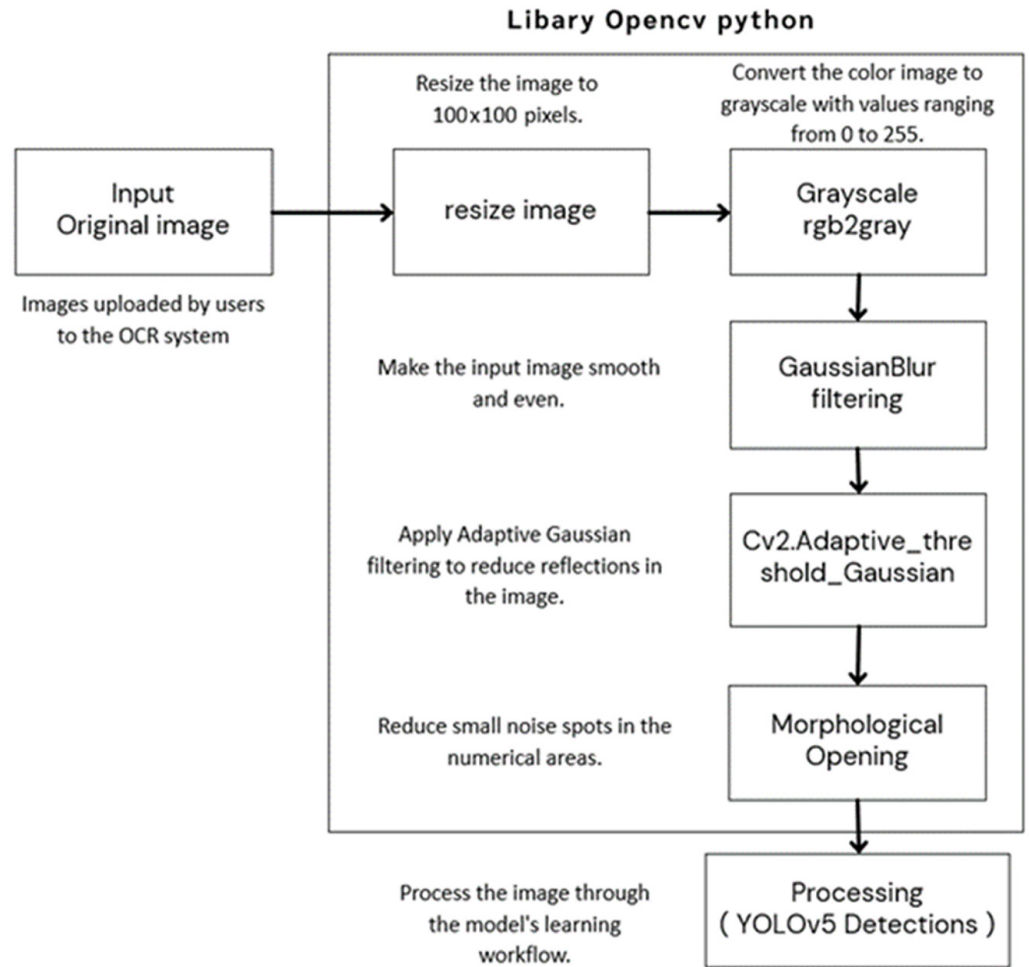 Libary Opencv python
Resize the image to
100x100 pixels.
Convert the color image to
grayscale with values ranging
from 0 to 255.
Input
Original image
resize image
Grayscale
rgb2gray
Images uploaded by users
to the OCR system
Make the input image smooth
and even.
GaussianBlur
filtering
Apply Adaptive Gaussian
filtering to reduce reflections in
the image.
Cv2.Adaptive_thre
shold_Gaussian
Reduce small noise spots in the
numerical areas.
Morphological
Opening
Process the image through
the model's learning
workflow.
Processing
( YOLOv5 Detections )